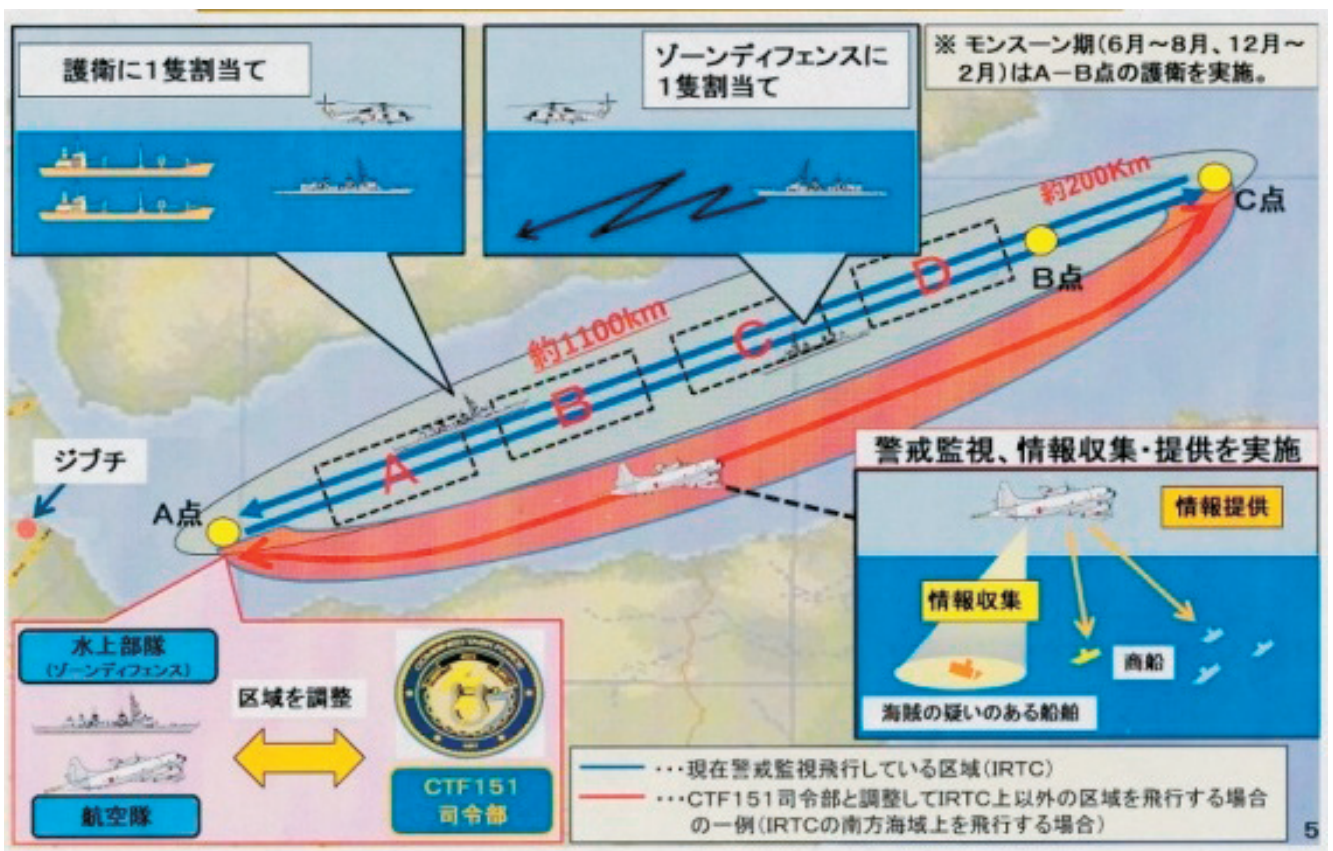 護衛に1隻割当て
ゾーンディフェンスに
1隻割当て
※ モンスーン期(6月～8月、12月～
2月)はA－B点の護衛を実施。
約200Km
C点
B点
D
約1100km
C
B
A
ジブチ
A点
警戒監視、情報収集・提供を実施
情報提供
情報収集
商船
海賊の疑いのある船舶
水上部隊
(ゾーンディフェンス)
区域を調整
航空隊
CTF151
司令部
･･･現在警戒監視飛行している区域(IRTC)
･･･CTF151司令部と調整してIRTC上以外の区域を飛行する場合
の一例(IRTCの南方海域上を飛行する場合)
5